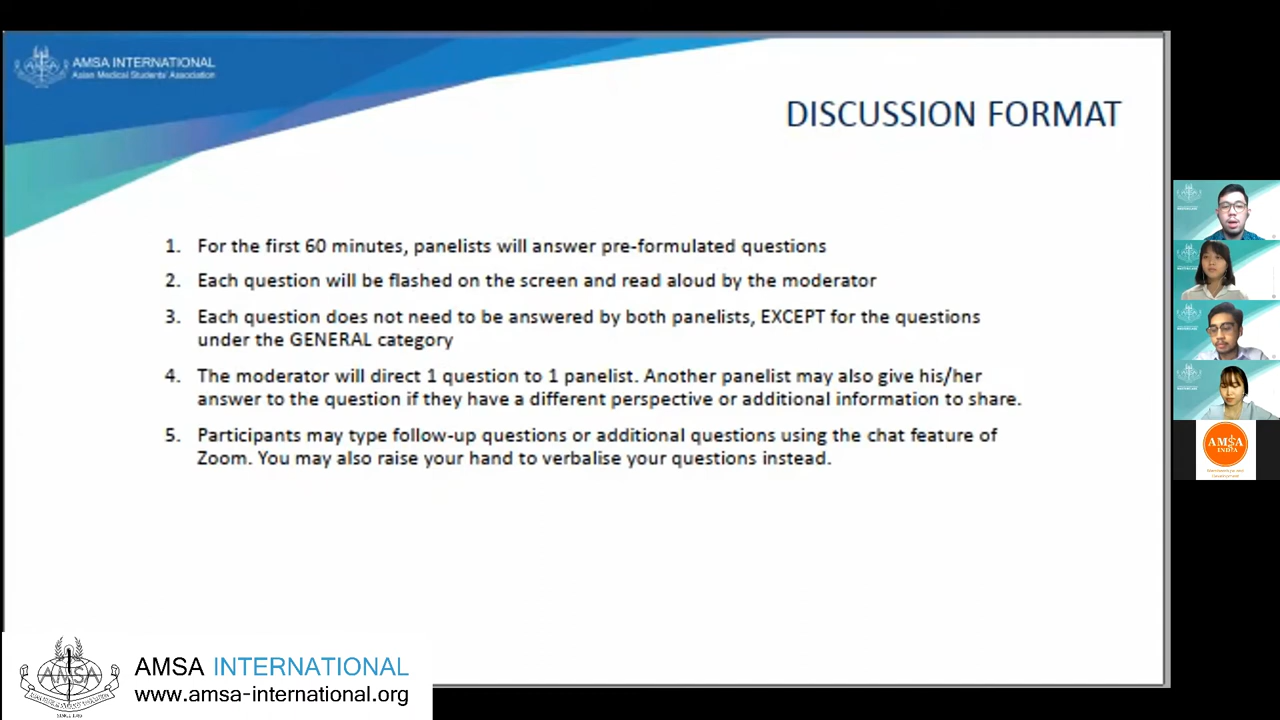 AMSA INTERNATIONAL
Asian Medical Students' Association
DISCUSSION FORMAT
1. For the first 60 minutes, panelists will answer pre-formulated questions
2. Each question will be flashed on the screen and read aloud by the moderator
3. Each question does not need to be answered by both panelists, EXCEPT for the questions
under the GENERAL category
4. The moderator will direct 1 question to 1 panelist. Another panelist may also give his/her
answer to the question if they have a different perspective or additional information to share.
5. Participants may type follow-up questions or additional questions using the chat feature of
Zoom. You may also raise your hand to verbalise your questions instead.
AMSA
INDIA
AMSA
AMSA INTERNATIONAL
www.amsa-international.org